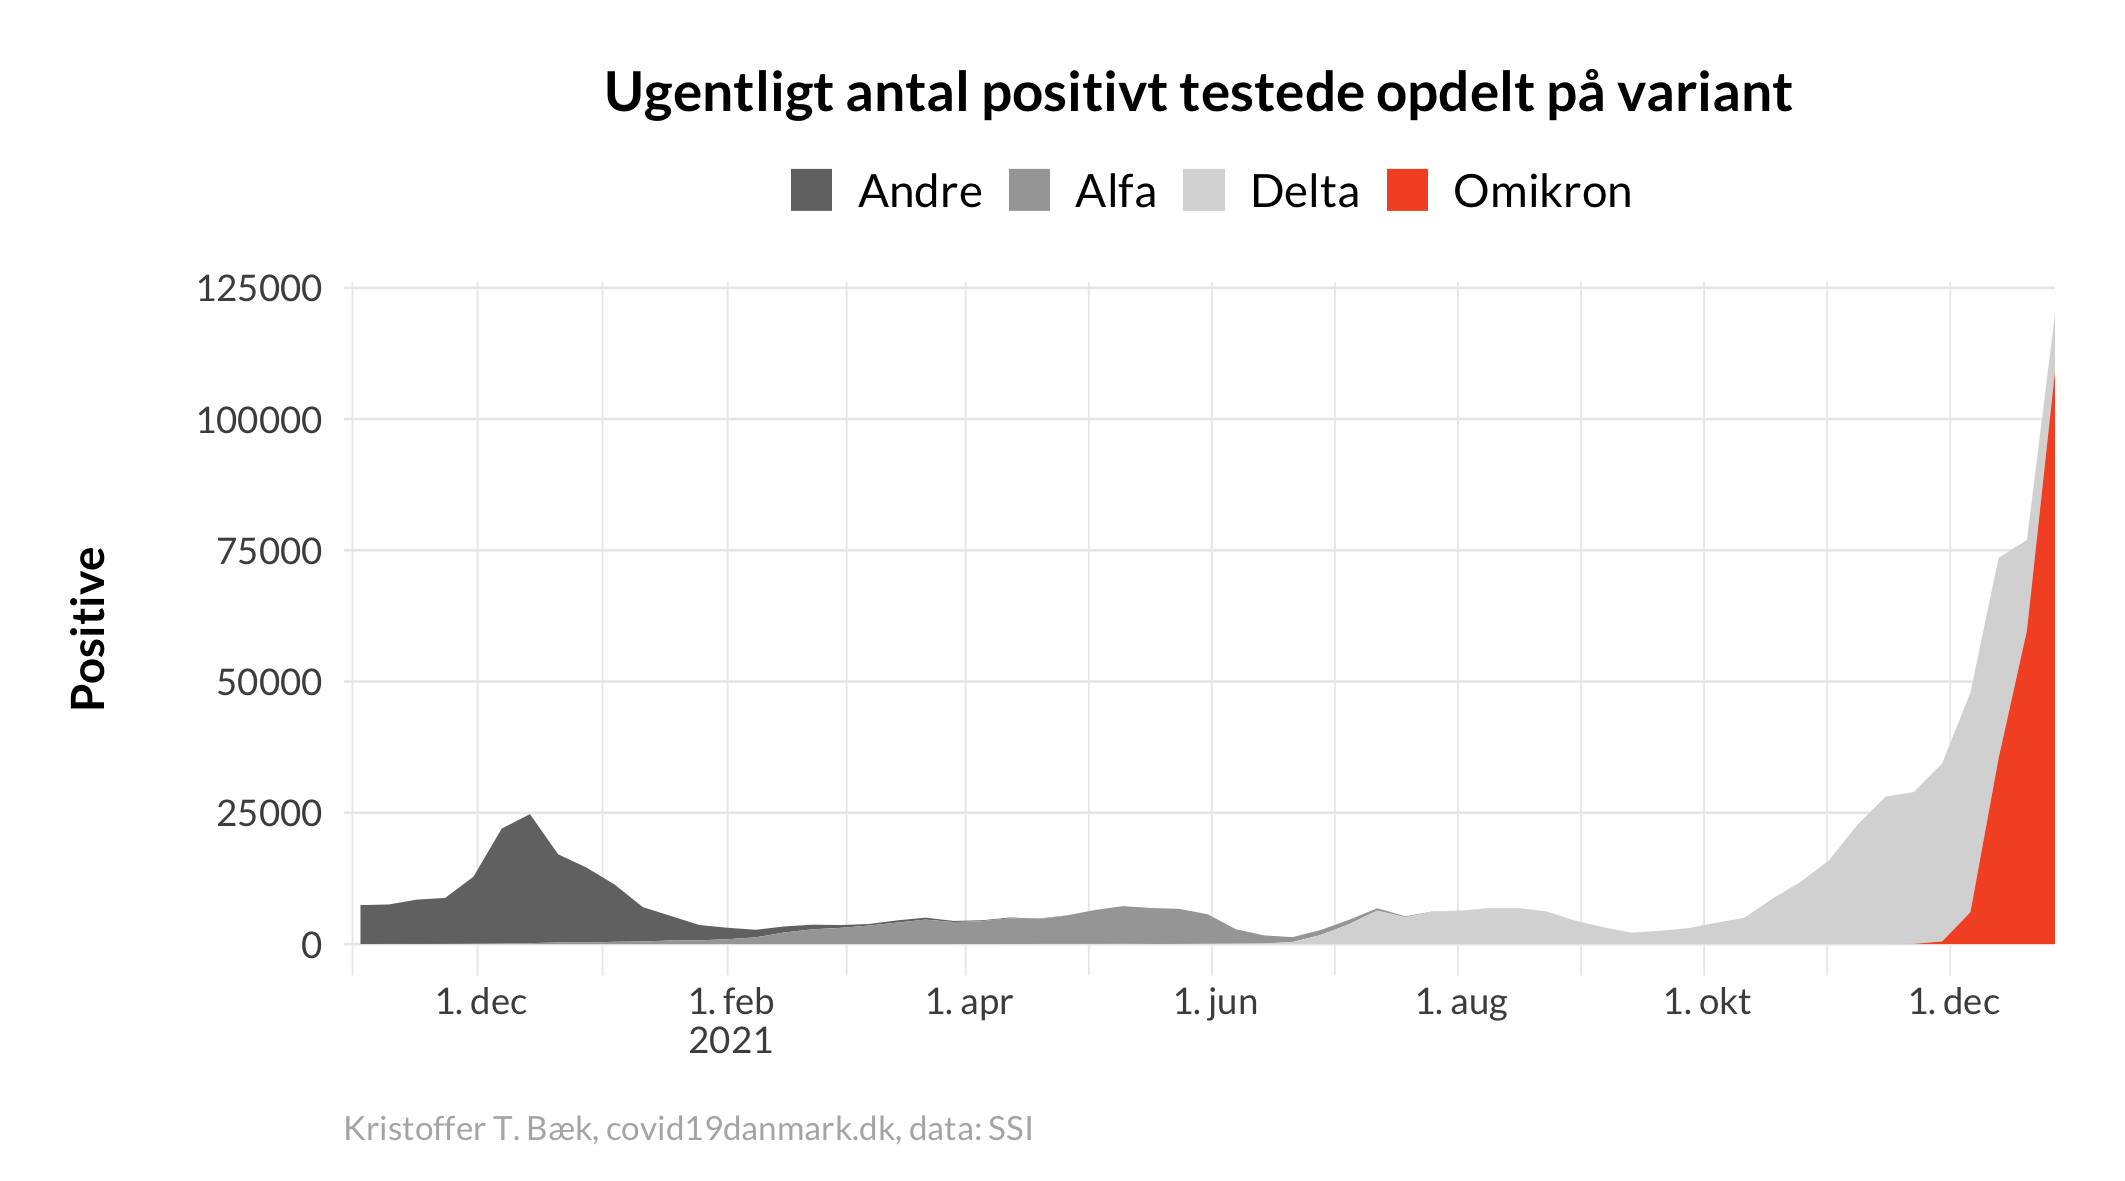 Ugentligt antal positivt testede opdelt på variant
Andre Alfa Delta Omikron
125000
100000
75000
50000
25000
0
Positive
1. dec 1. feb 1. apr 1. jun 1. aug 1. okt 1. dec
2021
Kristoffer T. Bæk, covid19danmark.dk, data: SSI